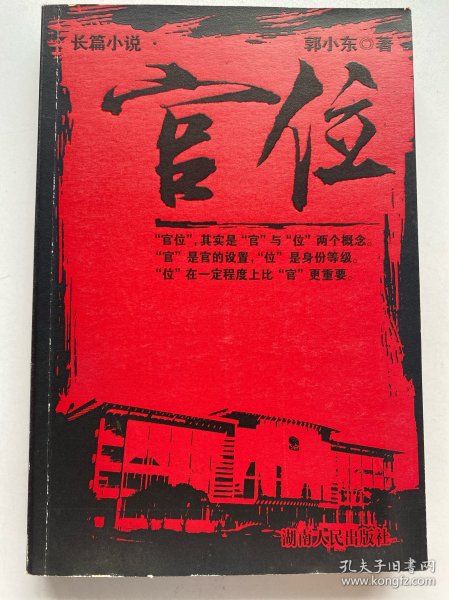 长篇小说·
郭小东◎著
官位
“官位”,其实是“官”与“位”两个概念。
“官”是官的设置,“位”是身份等级。
“位”在一定程度上比“官”更重要。
湖南人民出版社
孔夫子旧书网
www.kongfz.com